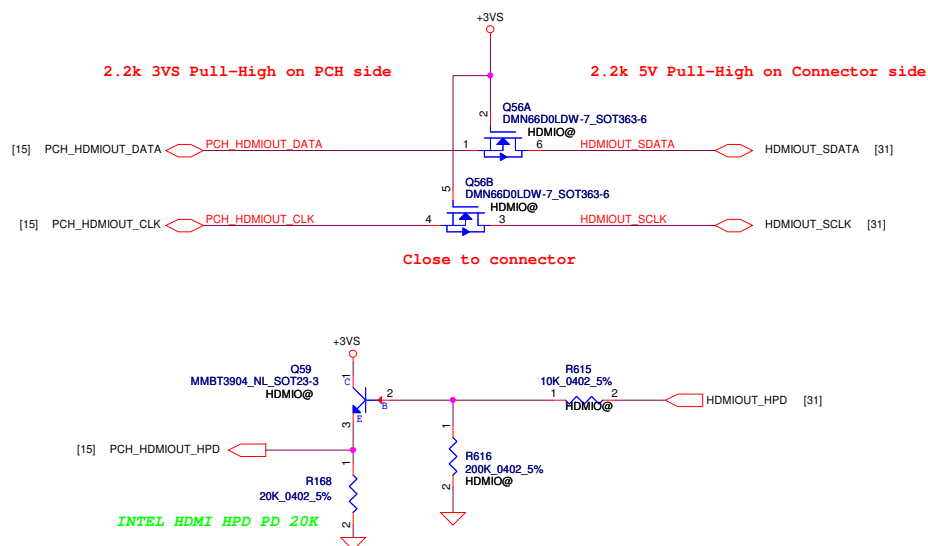 +3VS
2.2k 3VS Pull-High on PCH side
2.2k 5V Pull-High on Connector side
2
Q56A
DMN66D0LDW-7_SOT363-6
HDMIO@
[15] PCH_HDMIOUT_DATA
PCH_HDMIOUT_DATA
1
6
HDMIOUT_SDATA
HDMIOUT_SDATA [31]
5
Q56B
DMN66D0LDW-7_SOT363-6
HDMIO@
[15] PCH_HDMIOUT_CLK
PCH_HDMIOUT_CLK
4
3
HDMIOUT_SCLK
HDMIOUT_SCLK [31]
Close to connector
+3VS
Q59
MMBT3904_NL_SOT23-3
HDMIO@
1
C
2
B
E
3
R615
10K_0402_5%
1
HDMIO@
2
HDMIOUT_HPD [31]
[15] PCH_HDMIOUT_HPD
1
R616
200K_0402_5%
HDMIO@
2
1
R168
20K_0402_5%
2
INTEL HDMI HPD PD 20K